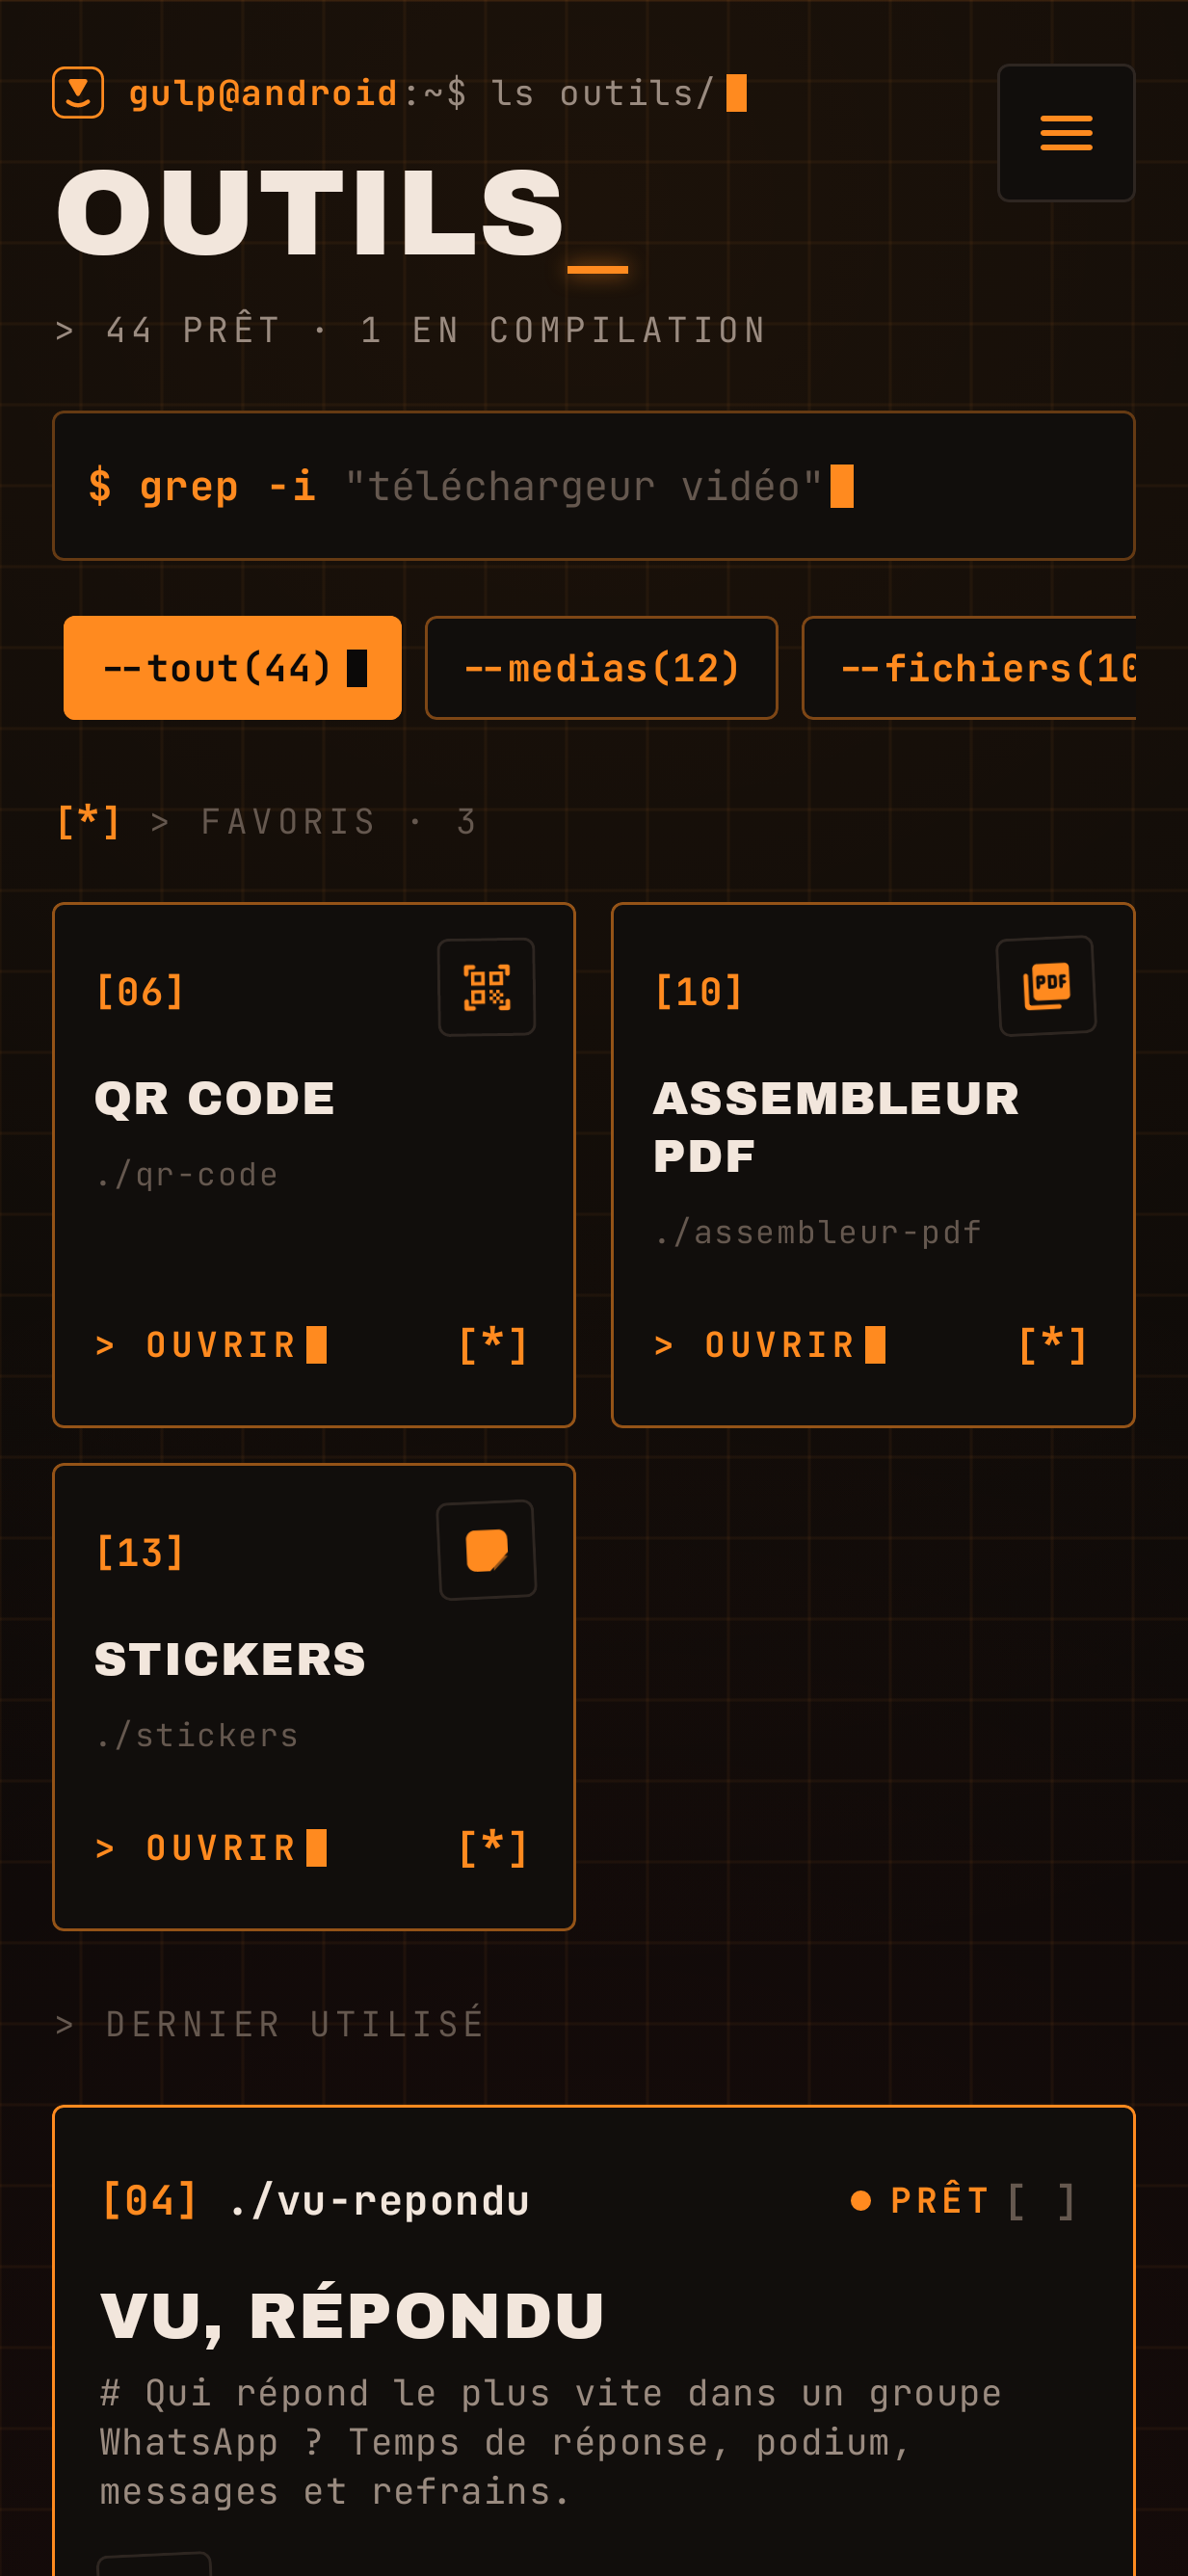 gulp@android:~$ ls outils/
OUTILS_
> 44 PRÊT · 1 EN COMPILATION
$ grep -i "téléchargeur vidéo"
--tout(44)
--medias(12)
--fichiers(10
[*] > FAVORIS · 3
[06]
QR CODE
./qr-code
> OUVRIR [*]
[10]
PDF
ASSEMBLEUR
PDF
./assembleur-pdf
> OUVRIR [*]
[13]
STICKERS
./stickers
> OUVRIR [*]
> DERNIER UTILISÉ
[04] ./vu-repondu
PRÊT [ ]
VU, RÉPONDU
# Qui répond le plus vite dans un groupe
WhatsApp ? Temps de réponse, podium,
messages et refrains.